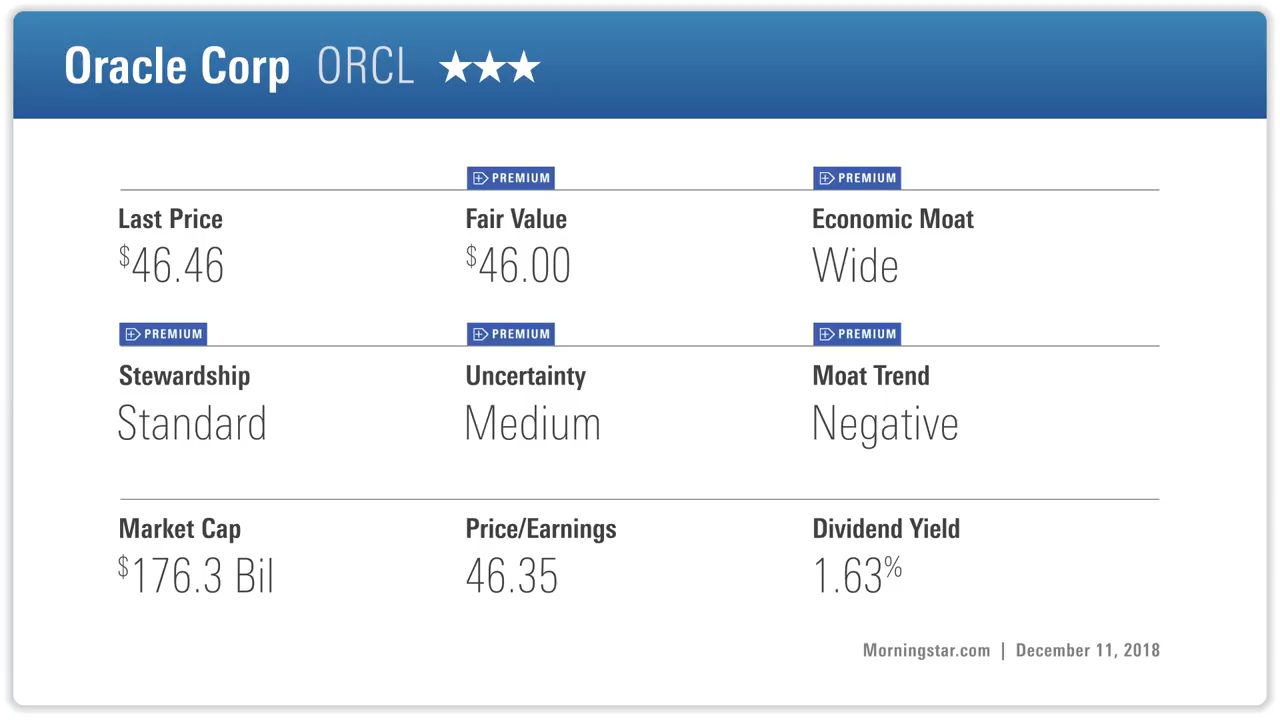 Oracle Corp ORCL ★★★
PREMIUM PREMIUM
Last Price Fair Value Economic Moat
$46.46 $46.00 Wide
PREMIUM PREMIUM PREMIUM
Stewardship Uncertainty Moat Trend
Standard Medium Negative
Market Cap Price/Earnings Dividend Yield
$176.3 Bil 46.35 1.63%
Morningstar.com | December 11, 2018